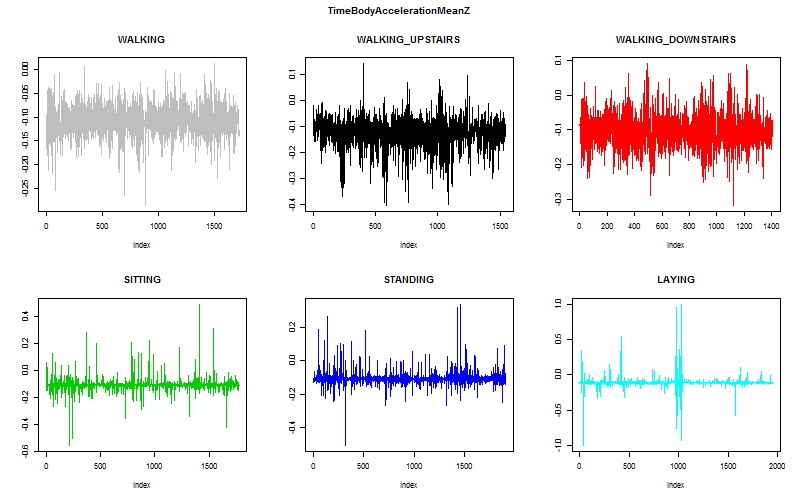 TimeBodyAccelerationMeanZ
WALKING
WALKING_UPSTAIRS
WALKING_DOWNSTAIRS
0.00
-0.05
-0.10
-0.15
-0.20
-0.25
0 500 1000 1500
Index
0.1
0.0
-0.1
-0.2
-0.3
-0.4
0 500 1000 1500
Index
0.1
0.0
-0.1
-0.2
-0.3
0 200 400 600 800 1000 1200 1400
Index
SITTING
STANDING
LAYING
0.4
0.2
0.0
-0.2
-0.4
-0.6
0 500 1000 1500
Index
0.2
0.0
-0.2
-0.4
0 500 1000 1500
Index
1.0
0.5
0.0
-0.5
-1.0
0 500 1000 1500 2000
Index